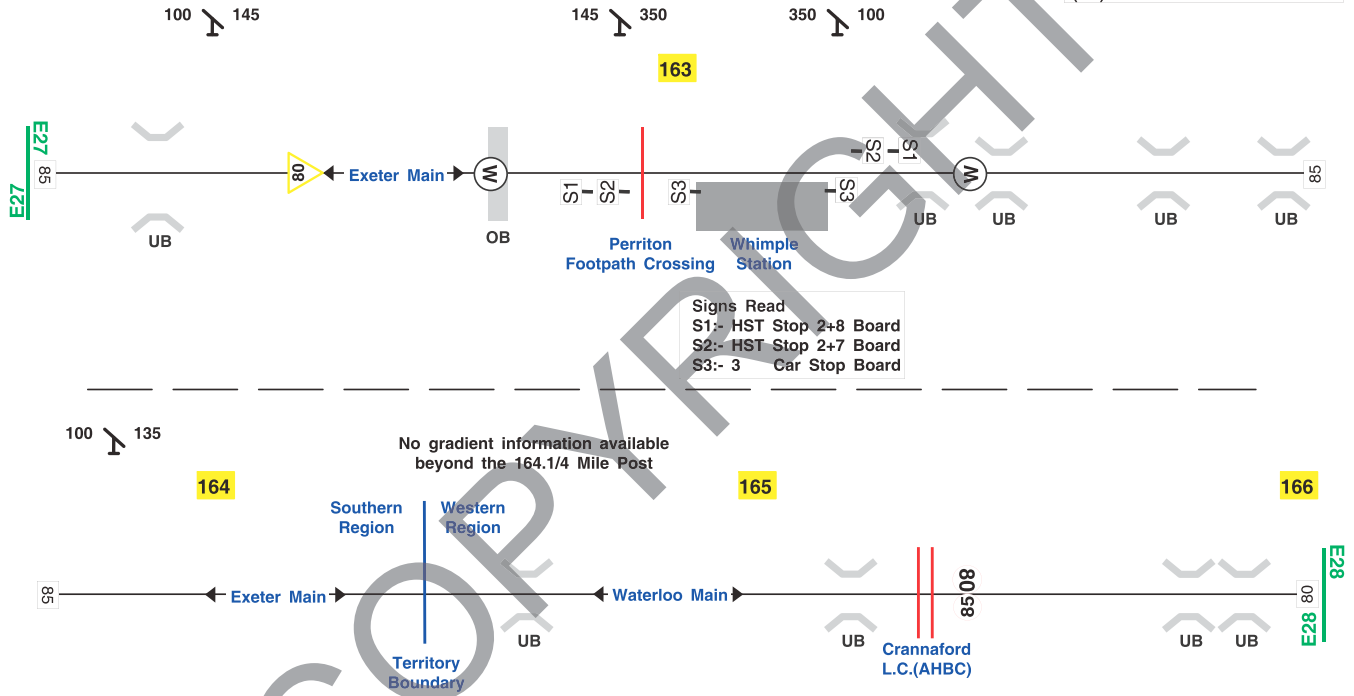 100 145
145 350
350 100
163
E27
E27
85
80
Exeter Main
W
S1
S2
S3
S3
S2
S1
W
85
UB
OB
UB
UB
UB
UB
Perriton
Footpath Crossing
Whimple
Station
Signs Read
S1:- HST Stop 2+8 Board
S2:- HST Stop 2+7 Board
S3:- 3 Car Stop Board
100 135
No gradient information available
beyond the 164.1/4 Mile Post
164
165
166
Southern
Region
Western
Region
85
Exeter Main
Waterloo Main
85 80
80
E28
E28
UB
UB
UB
UB
Territory
Boundary
Crannaford
L.C.(AHBC)
COPYRIGHT